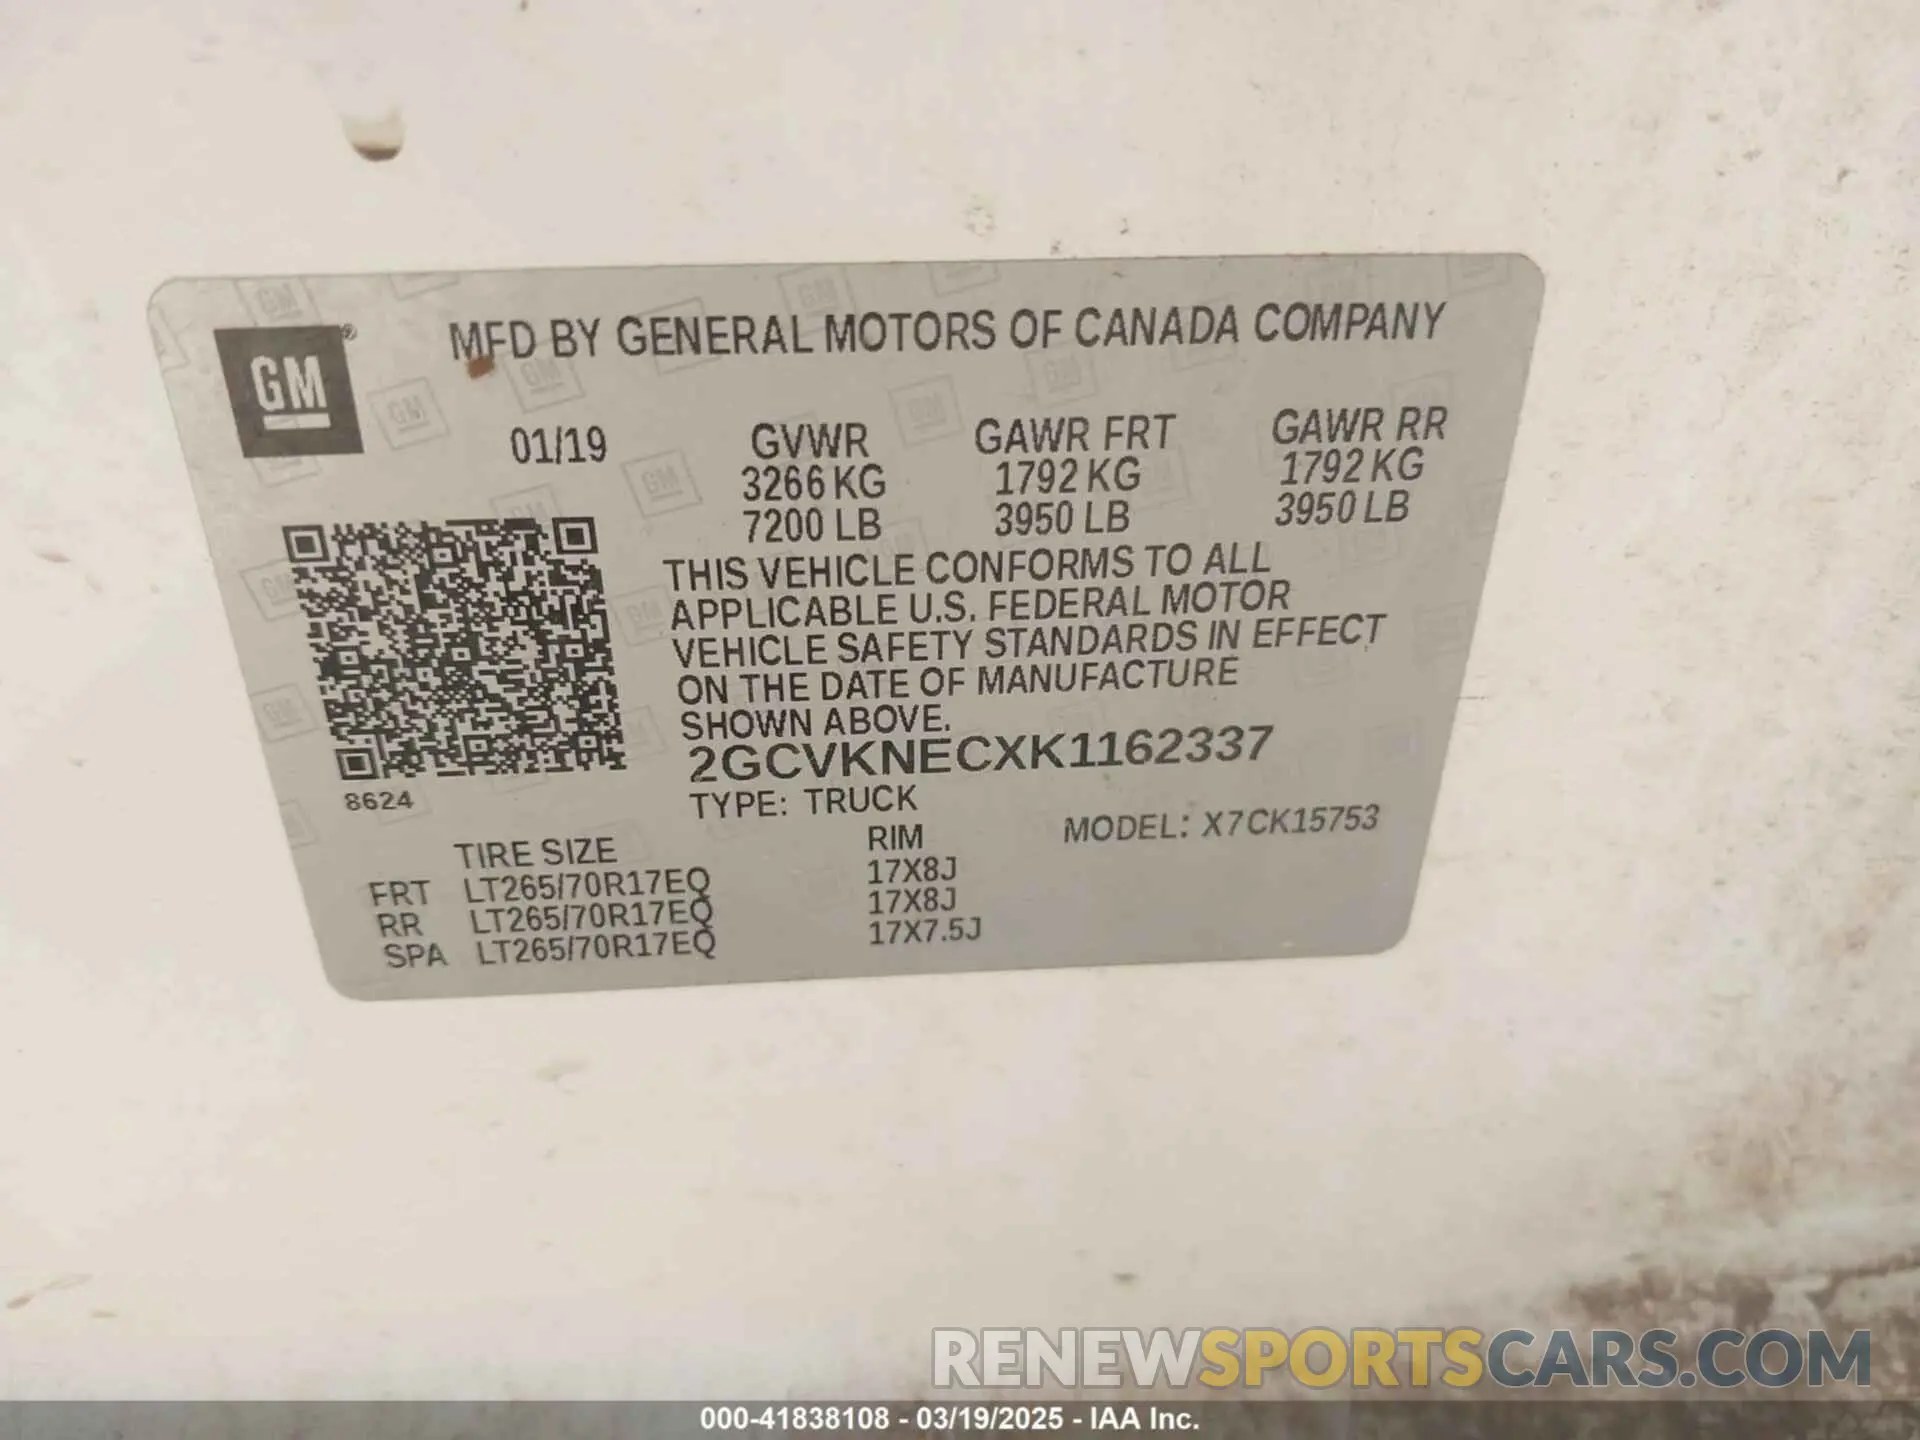 GM®
MFD BY GENERAL MOTORS OF CANADA COMPANY
01/19 GVWR GAWR FRT GAWR RR
3266 KG 1792 KG 1792 KG
7200 LB 3950 LB 3950 LB
THIS VEHICLE CONFORMS TO ALL
APPLICABLE U.S. FEDERAL MOTOR
VEHICLE SAFETY STANDARDS IN EFFECT
ON THE DATE OF MANUFACTURE
SHOWN ABOVE.
2GCVKNECXK1162337
8624
TYPE: TRUCK
MODEL: X7CK15753
TIRE SIZE RIM
FRT LT265/70R17EQ 17X8J
RR LT265/70R17EQ 17X8J
SPA LT265/70R17EQ 17X7.5J
RENEWSPORTSCARS.COM
000-41838108 - 03/19/2025 - IAA Inc.